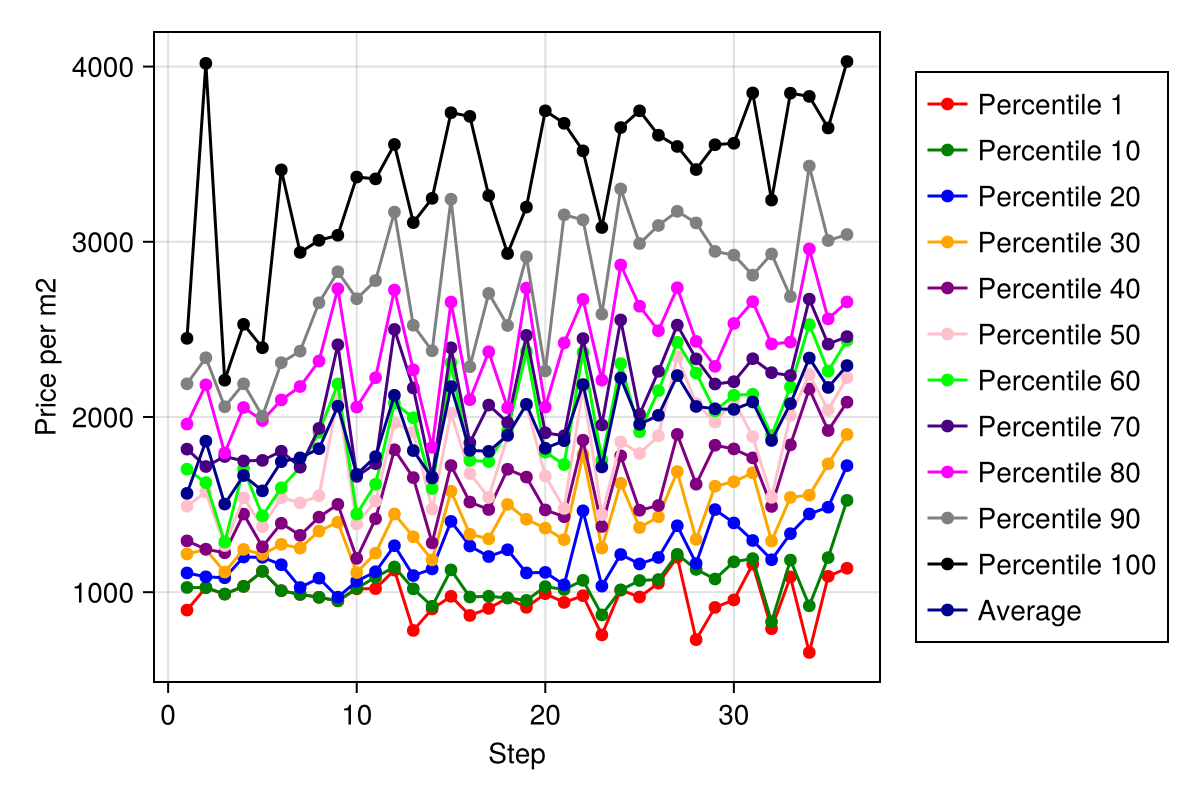 4000
3000
2000
1000
Price per m2
0 10 20 30
Step
Percentile 1
Percentile 10
Percentile 20
Percentile 30
Percentile 40
Percentile 50
Percentile 60
Percentile 70
Percentile 80
Percentile 90
Percentile 100
Average